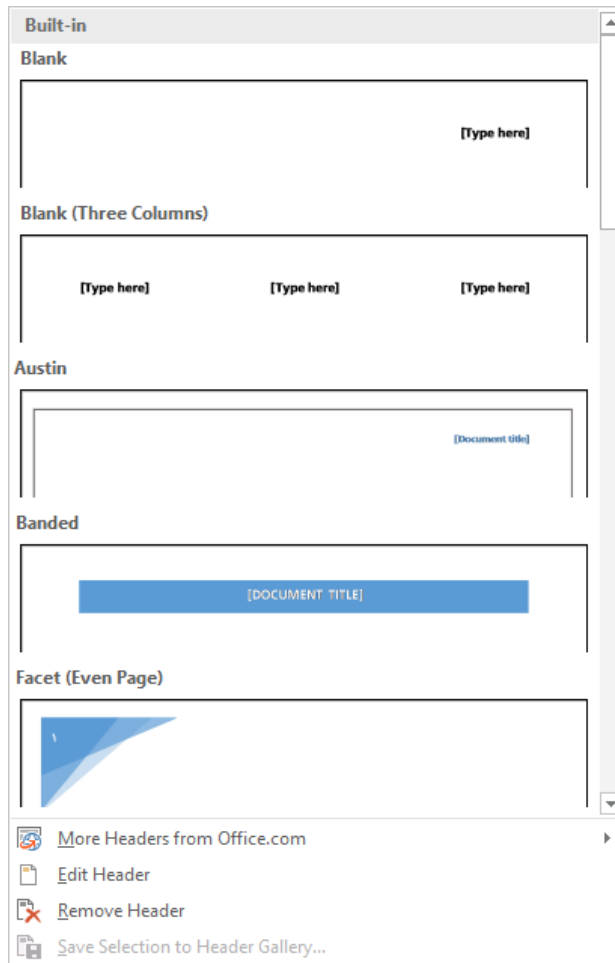 Built-in
Blank
[Type here]
Blank (Three Columns)
[Type here] [Type here] [Type here]
Austin
[Document title]
Banded
[DOCUMENT TITLE]
Facet (Even Page)
More Headers from Office.com
Edit Header
Remove Header
Save Selection to Header Gallery...